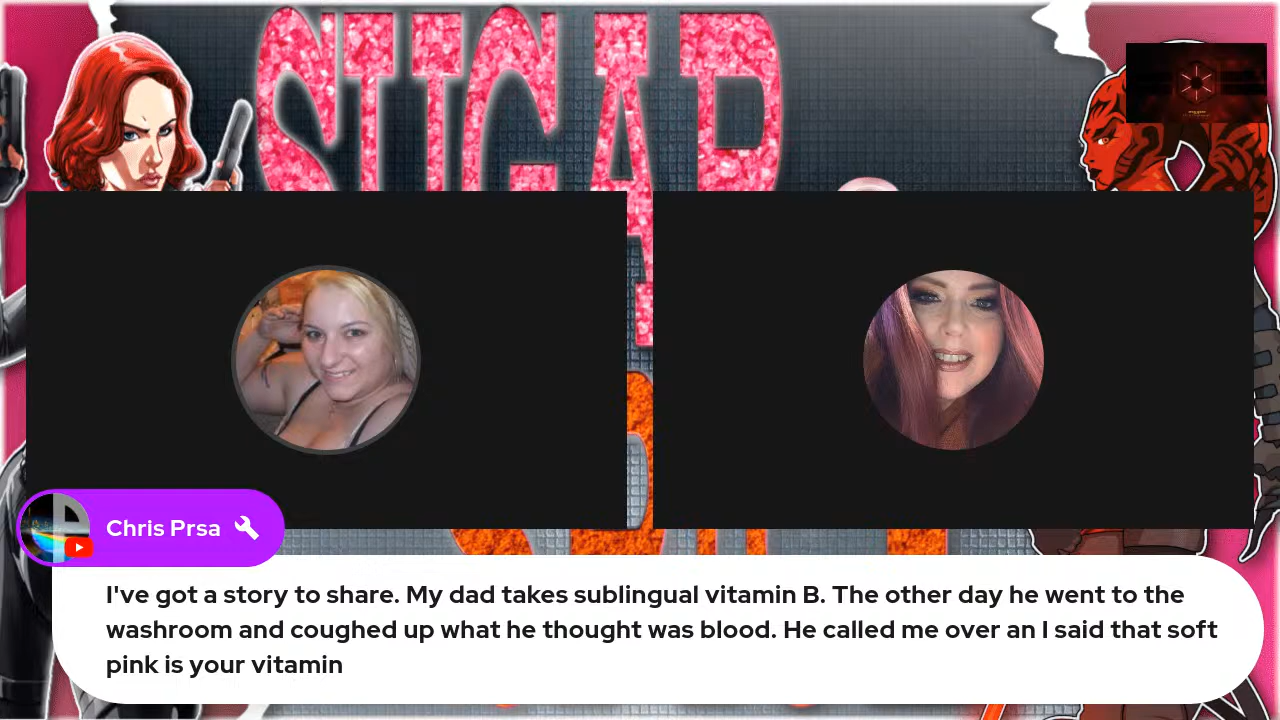 SUGAR
Chris Prsa
I've got a story to share. My dad takes sublingual vitamin B. The other day he went to the
washroom and coughed up what he thought was blood. He called me over an I said that soft
pink is your vitamin